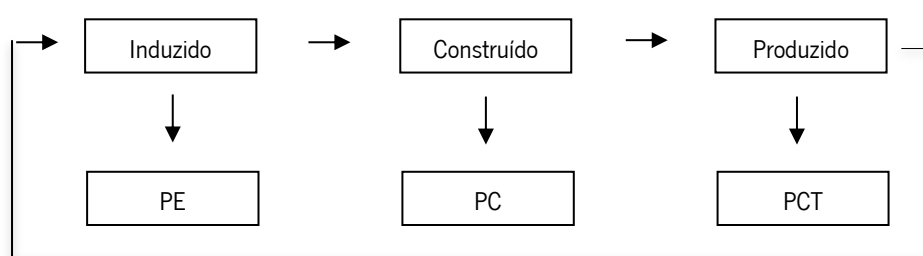 Induzido
Construído
Produzido
PE
PC
PCT